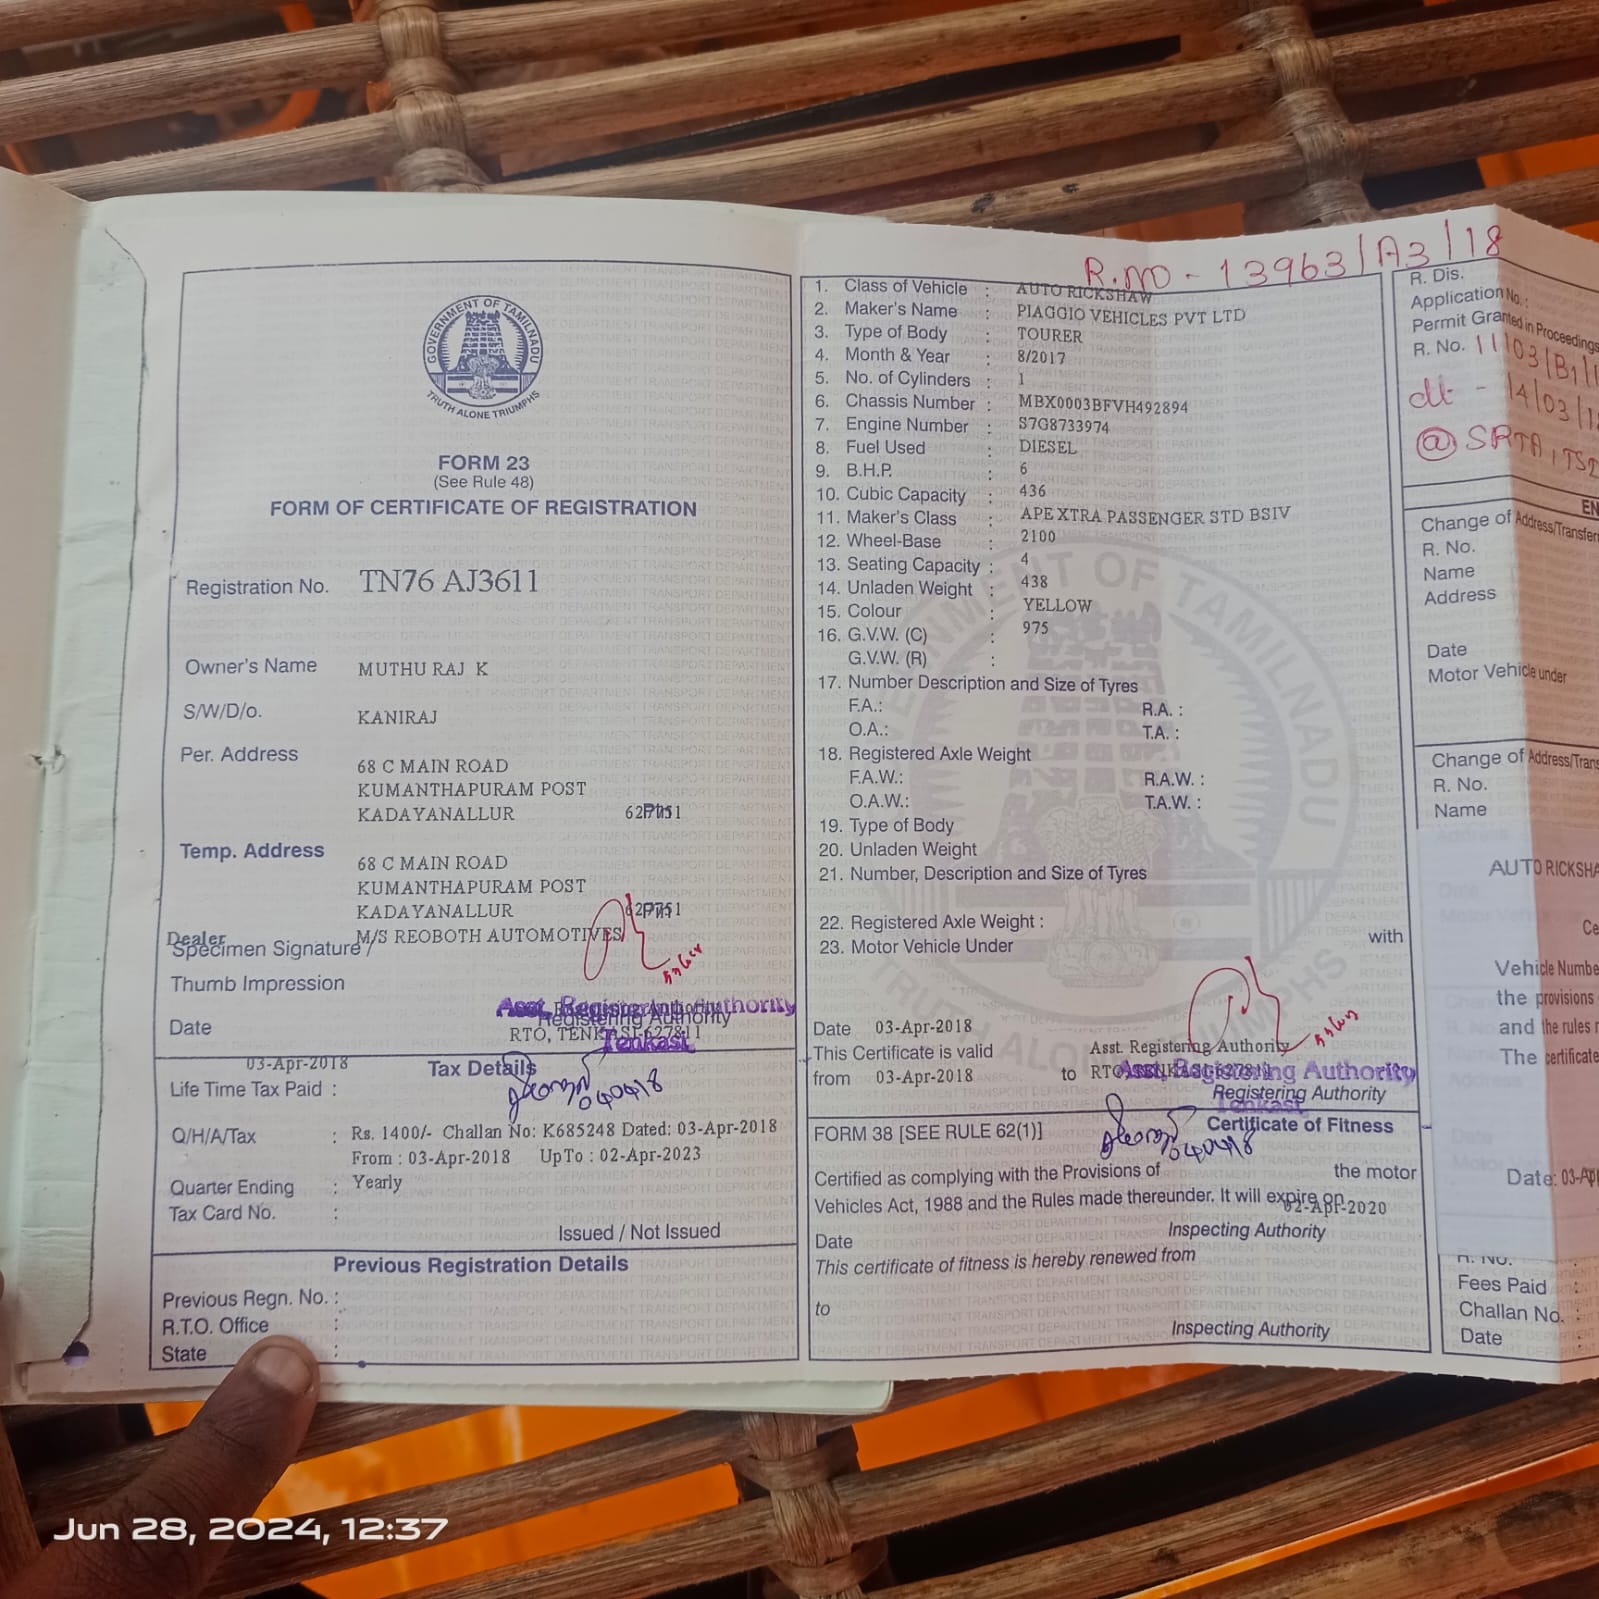 GOVERNMENT OF TAMILNADU
TRUTH ALONE TRIUMPHS
FORM 23
(See Rule 48)
FORM OF CERTIFICATE OF REGISTRATION
Registration No. TN76 AJ3611
Owner's Name MUTHU RAJ K
S/W/D/o. KANIRAJ
Per. Address
68 C MAIN ROAD
KUMANTHAPURAM POST
KADAYANALLUR
Temp. Address
68 C MAIN ROAD
KUMANTHAPURAM POST
KADAYANALLUR
Dealer M/S REOBOTH AUTOMOTIVES
Specimen Signature /
Thumb Impression
Asst. Registering Authority
Registering Authority
Date
RTO, TENKASI-627811
Tenkasi
03-Apr-2018
Tax Details
Life Time Tax Paid :
Q/H/A/Tax : Rs. 1400/- Challan No: K685248 Dated: 03-Apr-2018
From : 03-Apr-2018 UpTo : 02-Apr-2023
Quarter Ending : Yearly
Tax Card No. :
Issued / Not Issued
Previous Registration Details
Previous Regn. No. :
R.T.O. Office :
State :
R.NO - 13963/A3/18
1. Class of Vehicle : AUTO RICKSHAW
2. Maker's Name : PIAGGIO VEHICLES PVT LTD
3. Type of Body : TOURER
4. Month & Year : 8/2017
5. No. of Cylinders : 1
6. Chassis Number : MBX0003BFVH492894
7. Engine Number : S7G8733974
8. Fuel Used : DIESEL
9. B.H.P. : 6
10. Cubic Capacity : 436
11. Maker's Class : APE XTRA PASSENGER STD BSIV
12. Wheel-Base : 2100
13. Seating Capacity : 4
14. Unladen Weight : 438
15. Colour : YELLOW
16. G.V.W. (C) : 975
G.V.W. (R) :
17. Number Description and Size of Tyres
F.A.: R.A. :
O.A.: T.A. :
18. Registered Axle Weight
F.A.W.: R.A.W. :
O.A.W.: T.A.W. :
19. Type of Body
20. Unladen Weight
21. Number, Description and Size of Tyres
22. Registered Axle Weight :
23. Motor Vehicle Under with
Date 03-Apr-2018
Asst. Registering Authority
This Certificate is valid
from 03-Apr-2018 to
Asst. Registering Authority
Registering Authority
Tenkasi
FORM 38 [SEE RULE 62(1)] Certificate of Fitness
Certified as complying with the Provisions of the motor
Vehicles Act, 1988 and the Rules made thereunder. It will expire on
02-Apr-2020
Inspecting Authority
Date
This certificate of fitness is hereby renewed from
to
Inspecting Authority
R. Dis.
Application No. :
Permit Granted in Proceedings
R. No. 11103/B1/
dt - 14/03/
@ SRTA,
Change of Address/Transfer
R. No.
Name
Address
Date
Motor Vehicle under
Change of Address/Trans
R. No.
Name
AUTO RICKSHA
Ce
Vehicle Numbe
the provisions
and the rules
The certificate
Date: 03-Ap
Fees Paid :
Challan No. :
Date :
Jun 28, 2024, 12:37